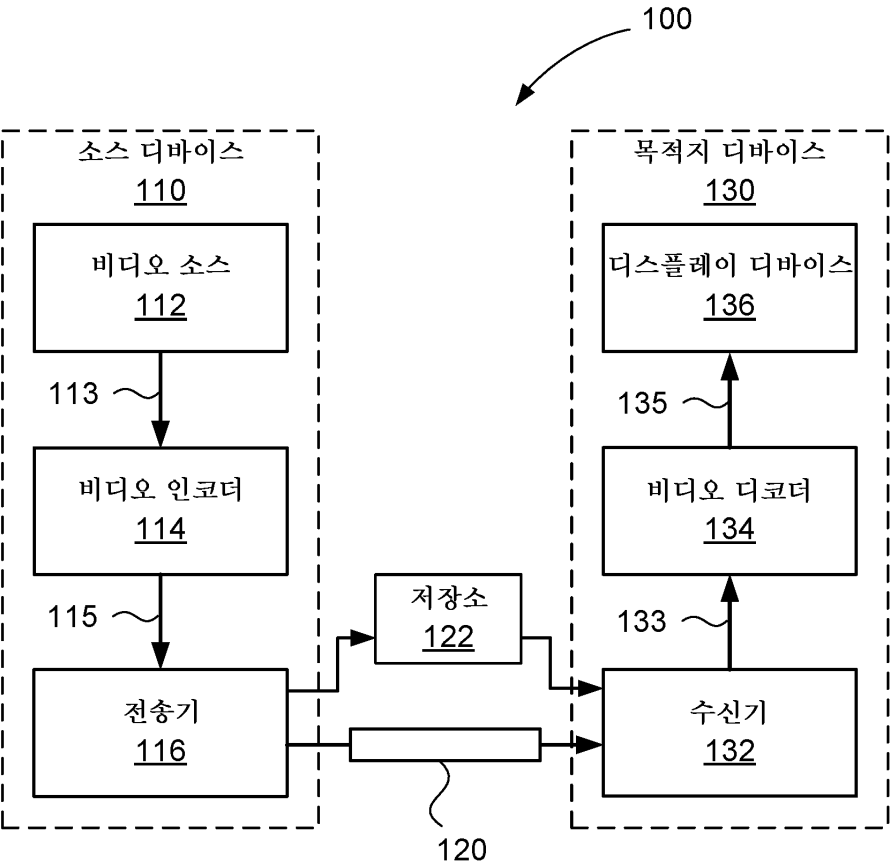 100
소스 디바이스
110
비디오 소스
112
113
비디오 인코더
114
115
전송기
116
저장소
122
120
목적지 디바이스
130
디스플레이 디바이스
136
135
비디오 디코더
134
133
수신기
132